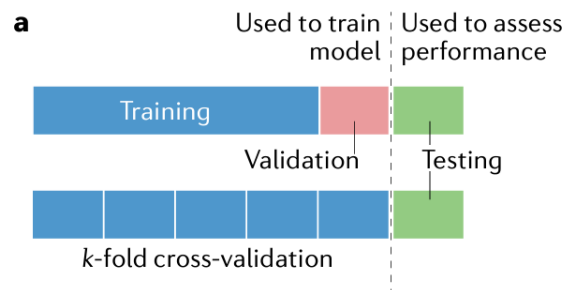 a
Used to train
model
Used to assess
performance
Training
Validation
Testing
k-fold cross-validation